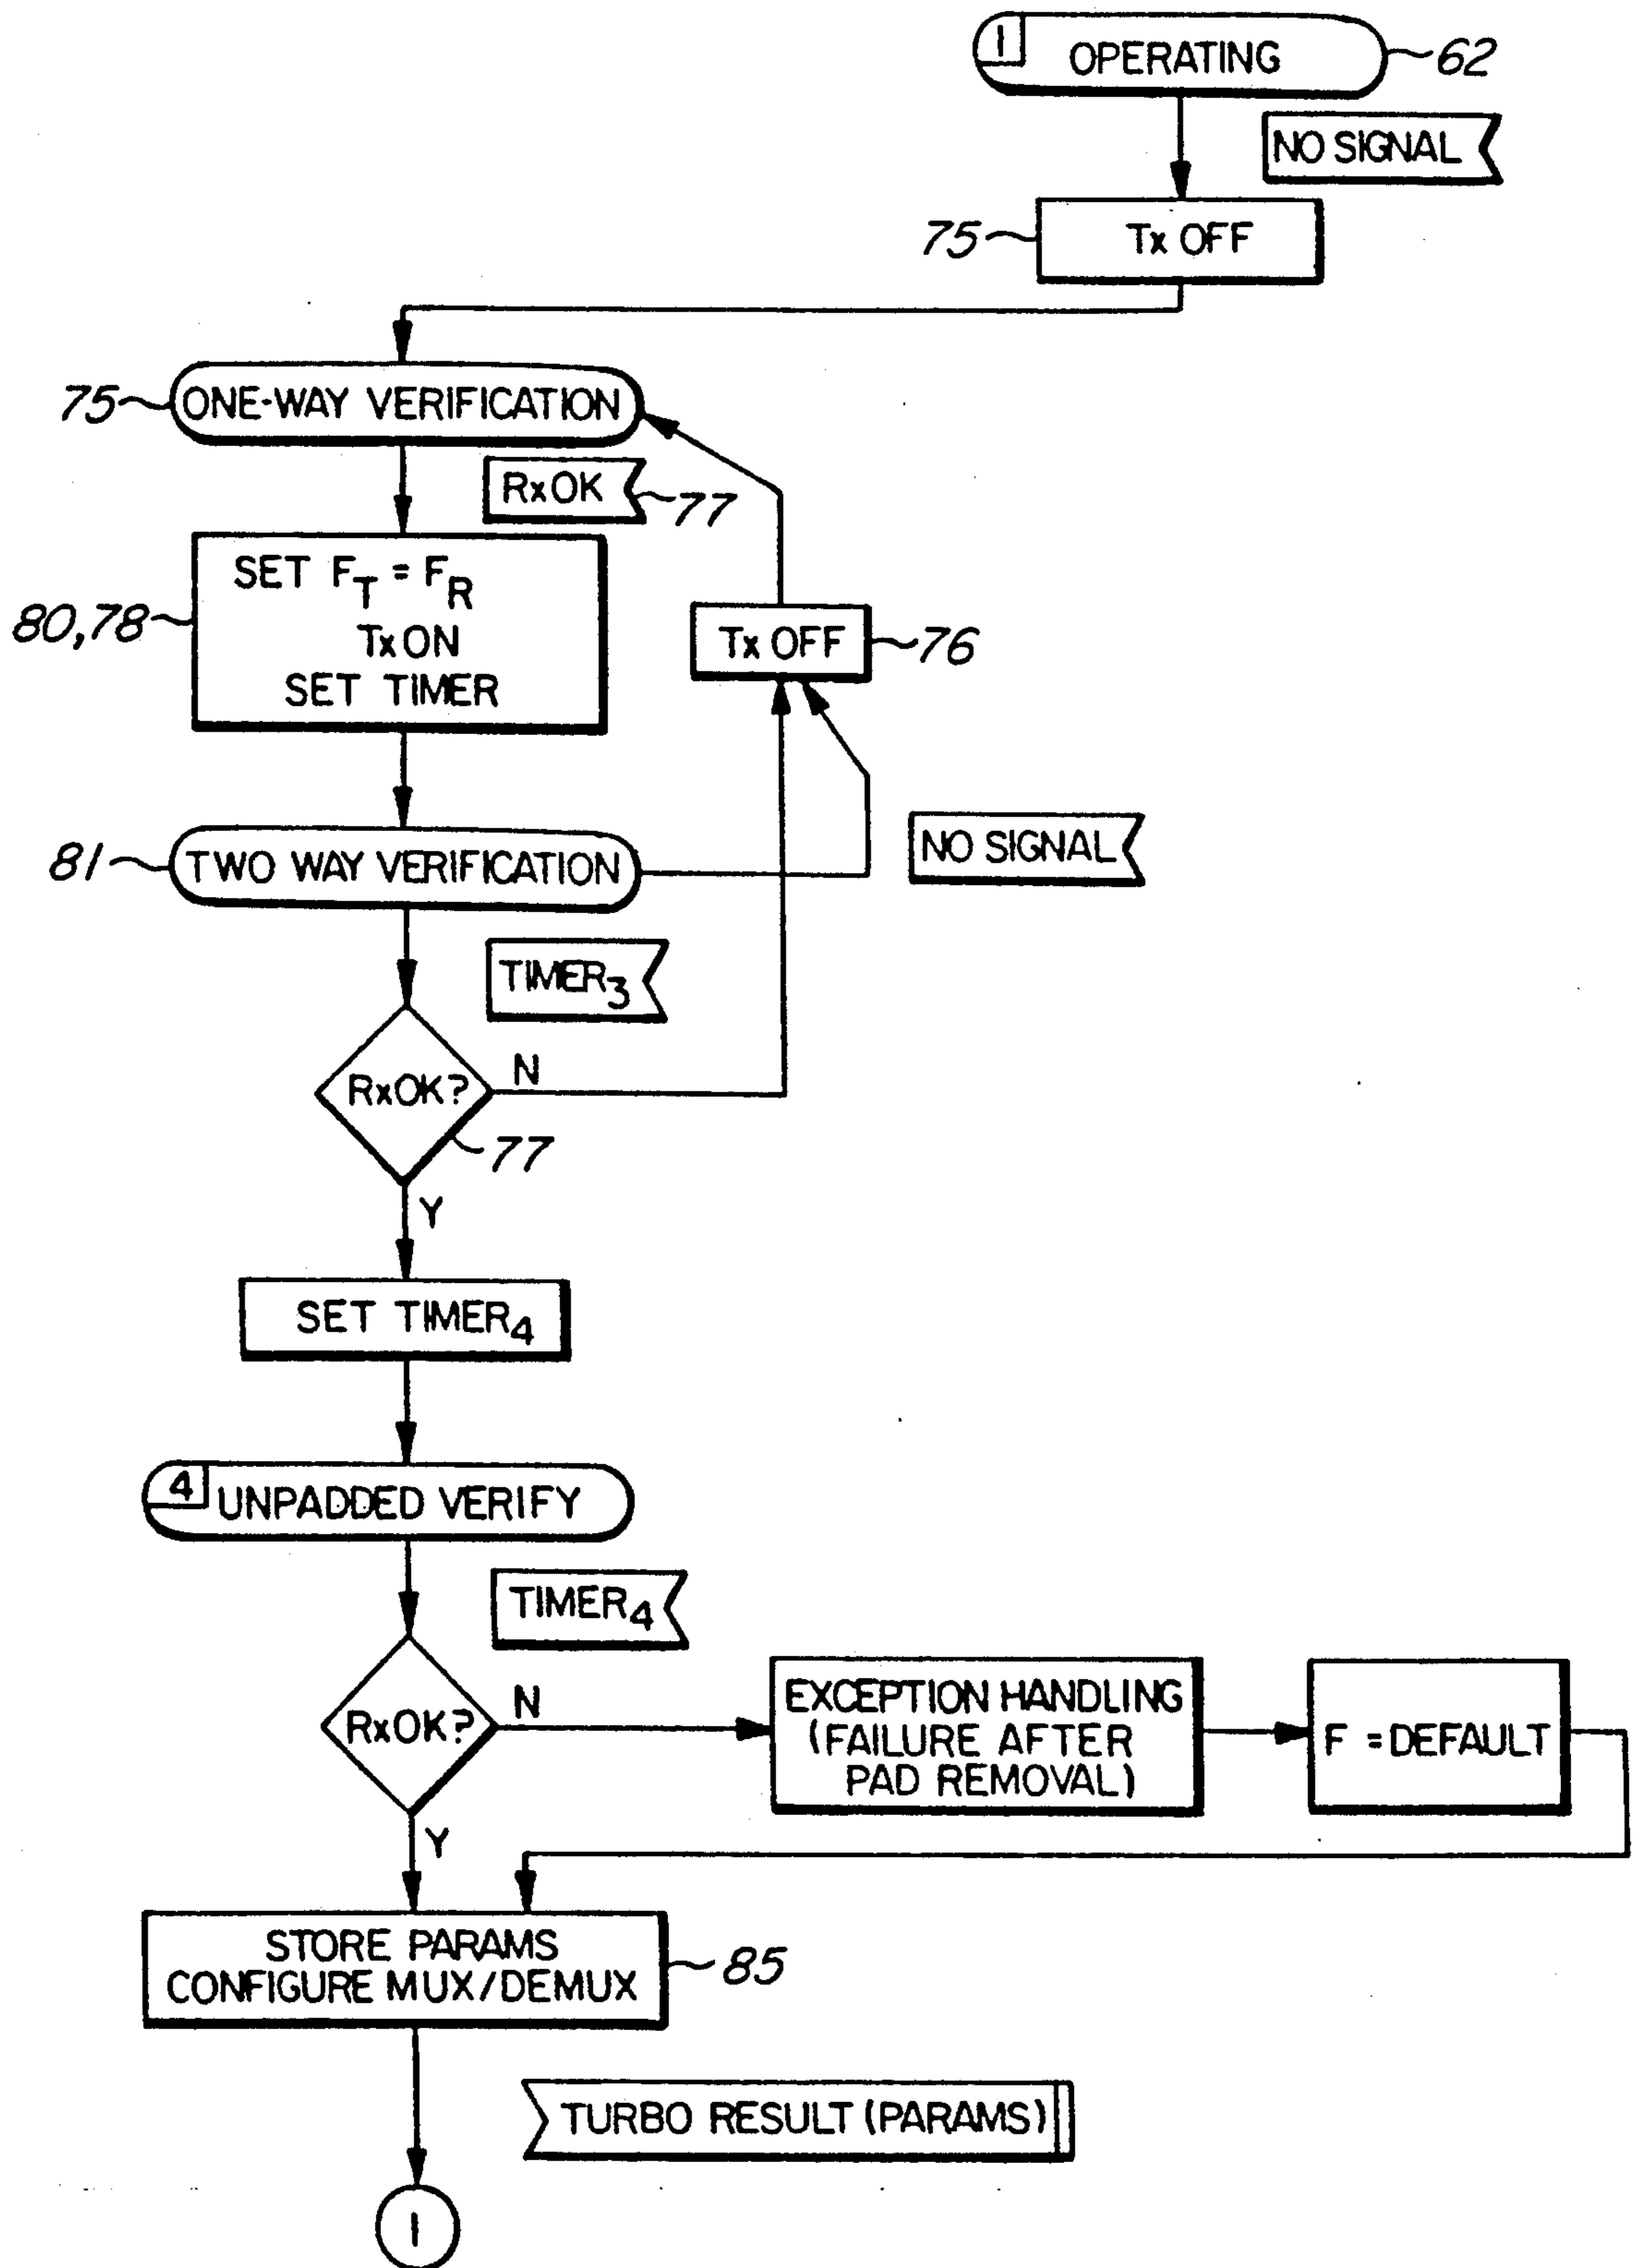 1 OPERATING 62
NO SIGNAL
75 Tx OFF
75 ONE-WAY VERIFICATION
RxOK 77
SET F_T = F_R
80,78
Tx ON
SET TIMER
Tx OFF 76
81 TWO WAY VERIFICATION
NO SIGNAL
TIMER3
RxOK? N
77
Y
SET TIMER4
4 UNPADDED VERIFY
TIMER4
RxOK? N
EXCEPTION HANDLING
(FAILURE AFTER
PAD REMOVAL)
F = DEFAULT
Y
STORE PARAMS
CONFIGURE MUX/DEMUX
85
TURBO RESULT (PARAMS)
1